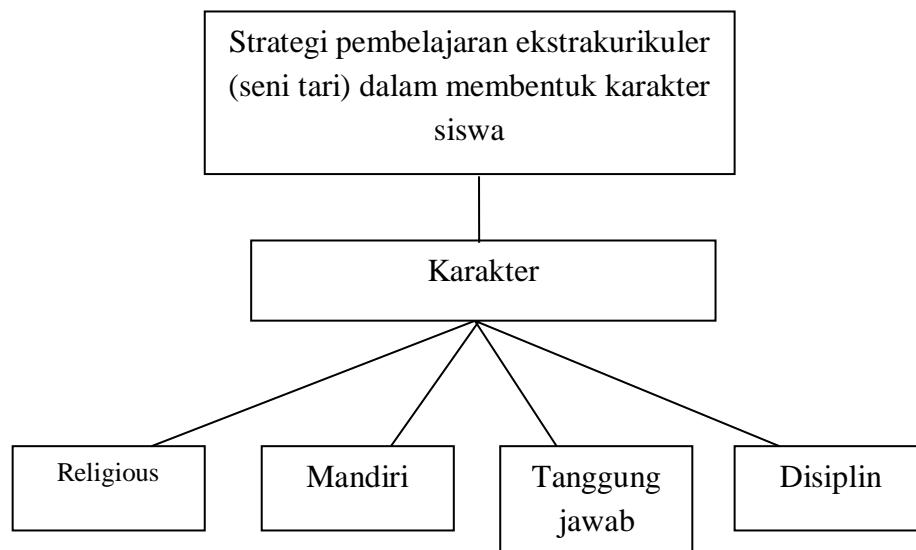 Strategi pembelajaran ekstrakurikuler
(seni tari) dalam membentuk karakter
siswa
Karakter
Religious
Mandiri
Tanggung
jawab
Disiplin